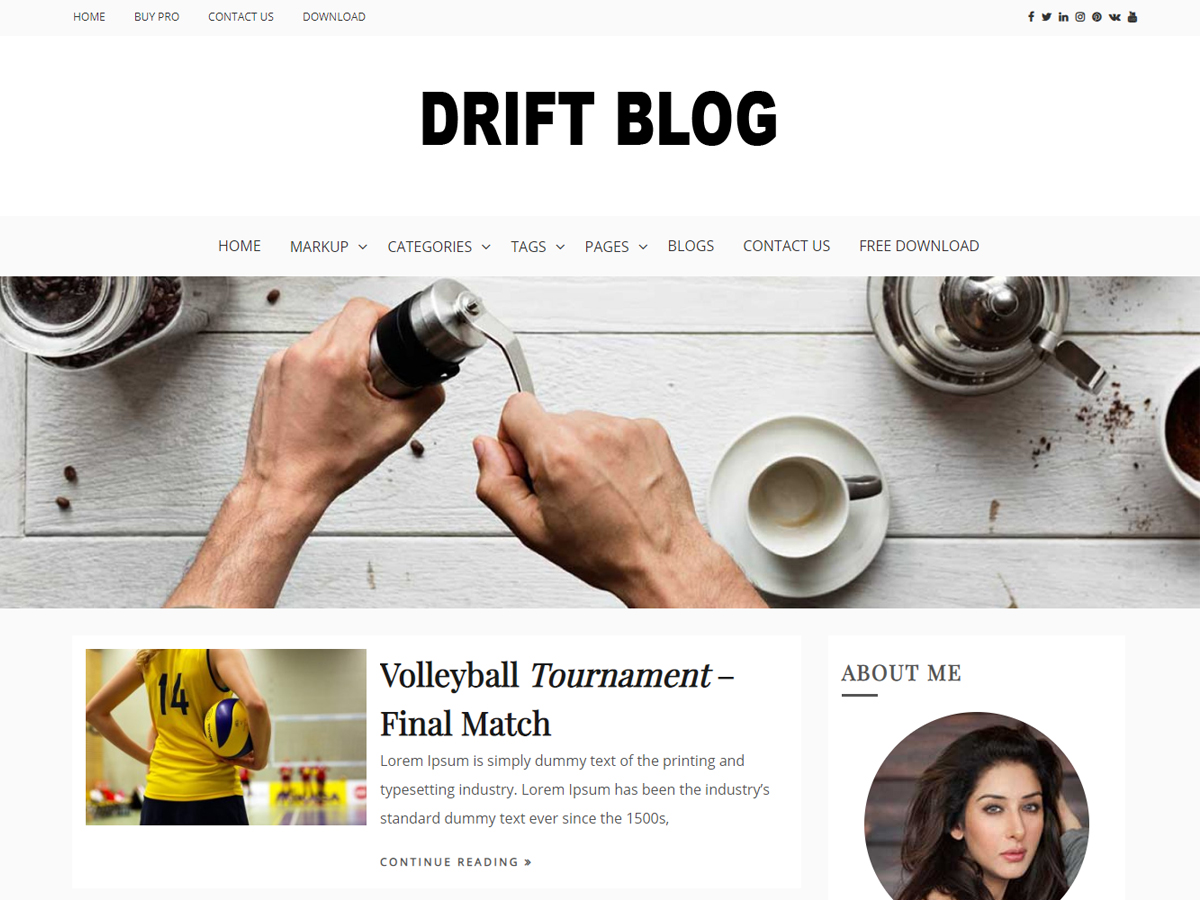 HOME BUY PRO CONTACT US DOWNLOAD
DRIFT BLOG
HOME MARKUP CATEGORIES TAGS PAGES BLOGS CONTACT US FREE DOWNLOAD
14
Volleyball Tournament –
Final Match
Lorem Ipsum is simply dummy text of the printing and
typesetting industry. Lorem Ipsum has been the industry’s
standard dummy text ever since the 1500s,
CONTINUE READING »
ABOUT ME